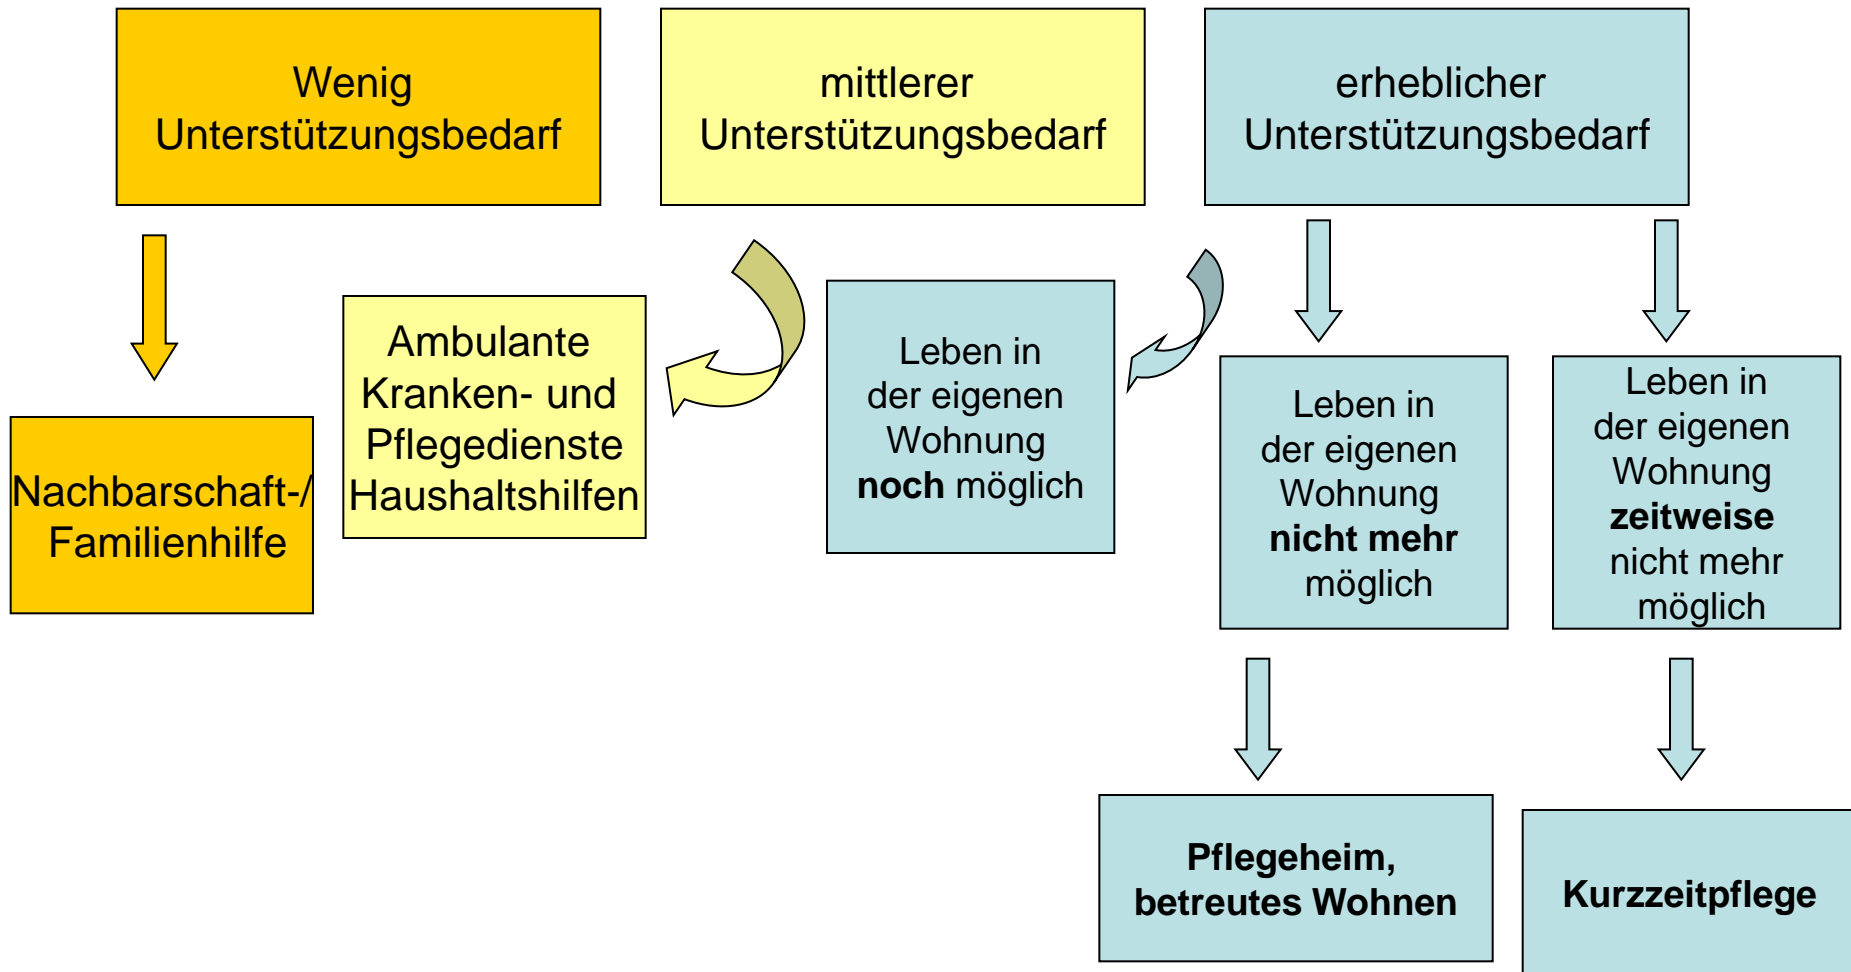 Wenig
Unterstützungsbedarf
mittlerer
Unterstützungsbedarf
erheblicher
Unterstützungsbedarf
Nachbarschaft-/
Familienhilfe
Ambulante
Kranken- und
Pflegedienste
Haushaltshilfen
Leben in
der eigenen
Wohnung
noch möglich
Leben in
der eigenen
Wohnung
nicht mehr
möglich
Leben in
der eigenen
Wohnung
zeitweise
nicht mehr
möglich
Pflegeheim,
betreutes Wohnen
Kurzzeitpflege